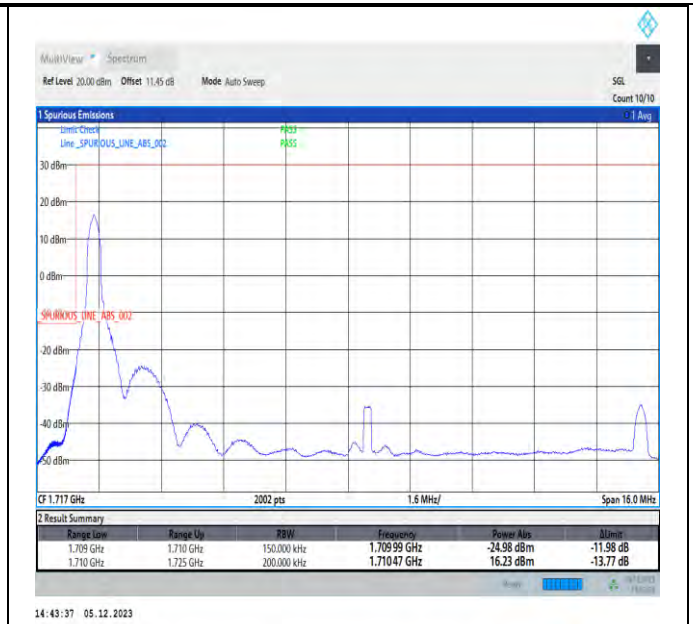 MultiView Spectrum
Ref Level 20.00 dBm Offset 11.45 dB Mode Auto Sweep SGL
Count 10/10
1 Spurious Emissions 1 Avg
Limit Check PASS
Line _SPURIOUS_LINE_ABS_002 PASS
30 dBm
20 dBm
10 dBm
0 dBm
SPURIOUS_LINE_ABS_002
-20 dBm
-30 dBm
-40 dBm
-50 dBm
CF 1.717 GHz 2002 pts 1.6 MHz/ Span 16.0 MHz
2 Result Summary
Range Low Range Up RBW Frequency Power Abs ΔLimit
1.709 GHz 1.710 GHz 150.000 kHz 1.70999 GHz -24.98 dBm -11.98 dB
1.710 GHz 1.725 GHz 200.000 kHz 1.71047 GHz 16.23 dBm -13.77 dB
14:43:37 05.12.2023